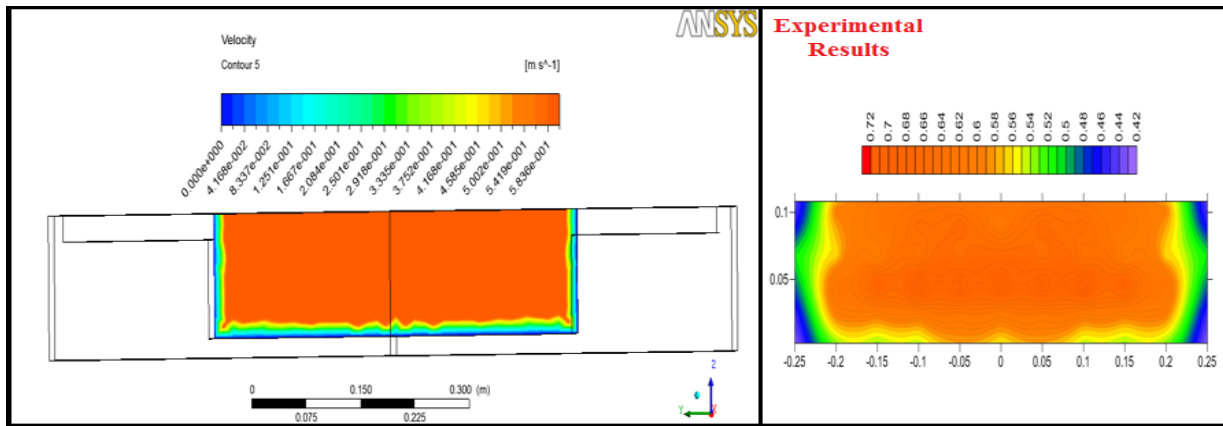 ANSYS
Velocity
Contour 5
[m s^-1]
0.000e+000
4.168e-002
8.337e-002
1.251e-001
1.667e-001
2.084e-001
2.501e-001
2.918e-001
3.335e-001
3.752e-001
4.168e-001
4.585e-001
5.002e-001
5.419e-001
5.836e-001
0 0.150 0.300 (m)
0.075 0.225
Z
Y
X
Experimental
Results
0.72 0.7 0.68 0.66 0.64 0.62 0.6 0.58 0.56 0.54 0.52 0.5 0.48 0.46 0.44 0.42
0.1
0.05
-0.25 -0.2 -0.15 -0.1 -0.05 0 0.05 0.1 0.15 0.2 0.25